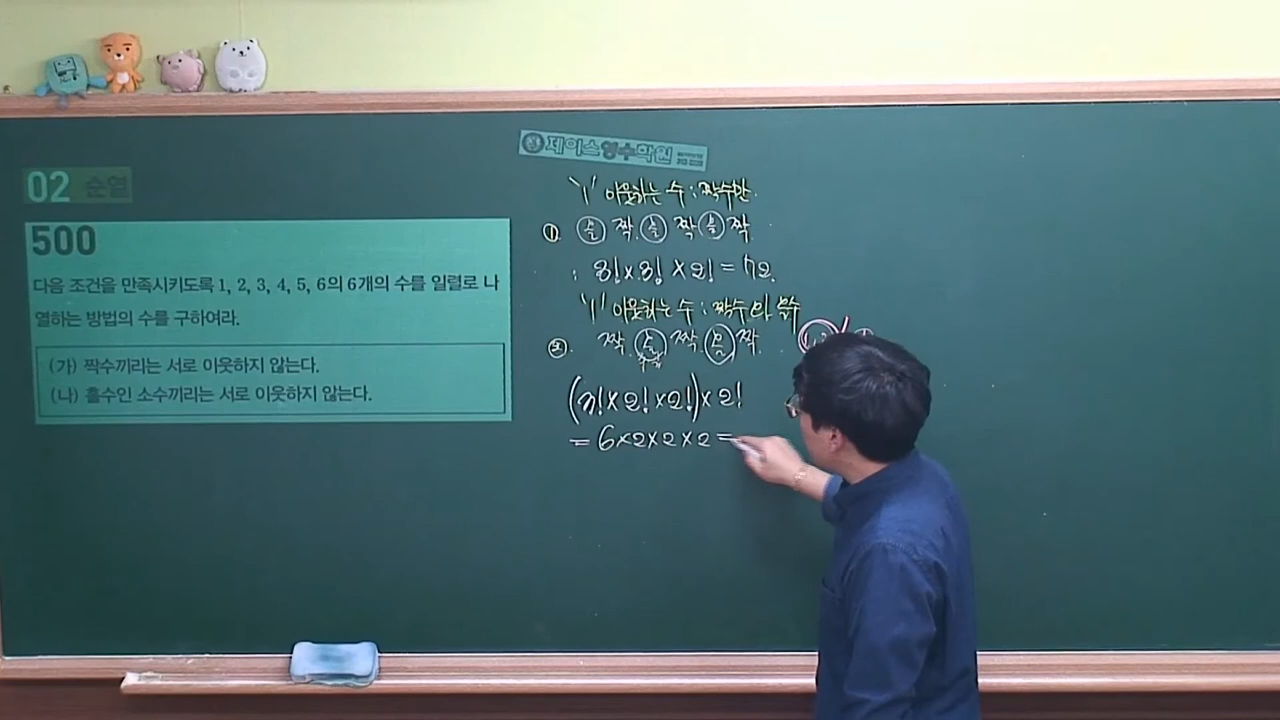 제이스영수학원
02 순열
500
다음 조건을 만족시키도록 1, 2, 3, 4, 5, 6의 6개의 수를 일렬로 나
열하는 방법의 수를 구하여라.
(가) 짝수끼리는 서로 이웃하지 않는다.
(나) 홀수인 소수끼리는 서로 이웃하지 않는다.
'1' 이웃하는 수 : 짝수만.
① 홀 짝 홀 짝 홀 짝
: 3! × 3! × 2! = 72.
'1' 이웃하는 수 : 짝수와 홀수
②. 짝 홀 짝 홀 짝
(3! × 2! × 2!) × 2!
= 6 × 2 × 2 × 2 =